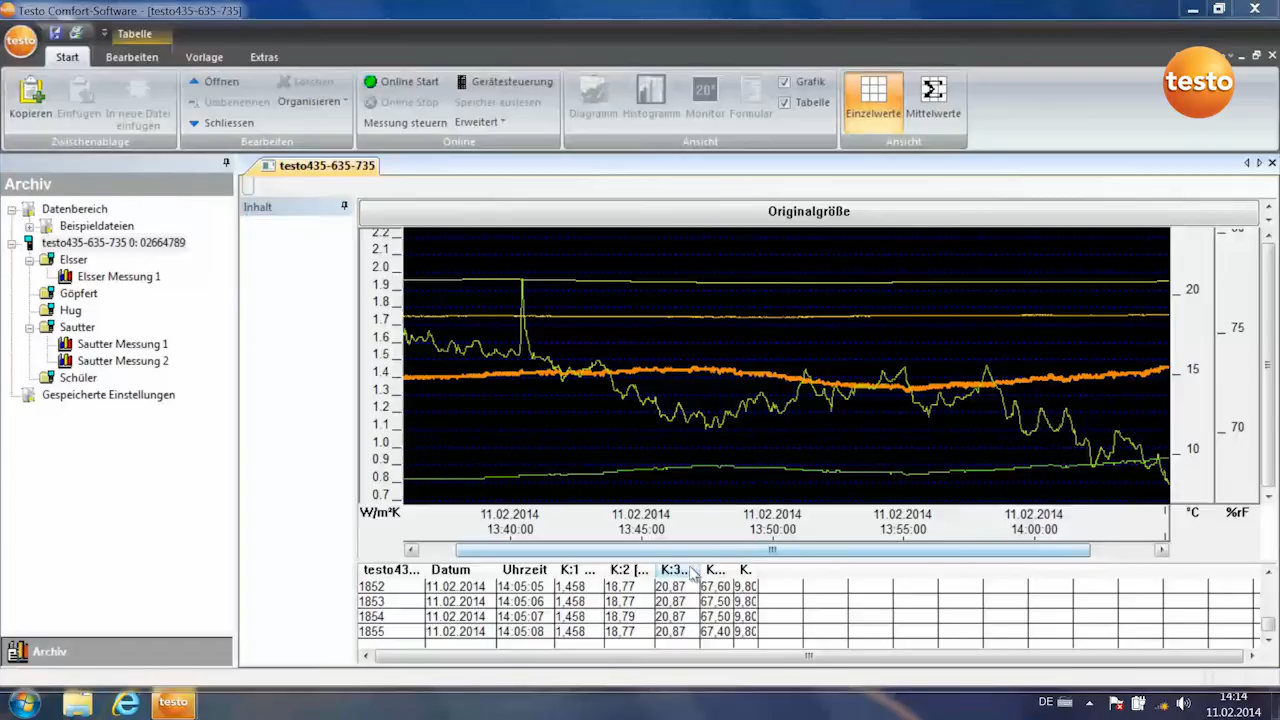 Testo Comfort-Software - [testo435-635-735]
testo
Tabelle
Start Bearbeiten Vorlage Extras
testo
Kopieren Einfügen In neue Datei einfügen
Zwischenablage
Öffnen Löschen
Umbenennen Organisieren
Schliessen
Bearbeiten
Online Start Gerätesteuerung
Online Stop Speicher auslesen
Messung steuern Erweitert
Online
20°
Diagramm Histogramm Monitor Formular
Grafik
Tabelle
Ansicht
Einzelwerte Mittelwerte
Ansicht
Archiv
Datenbereich
Beispieldateien
testo435-635-735 0: 02664789
Elsser
Elsser Messung 1
Göpfert
Hug
Sautter
Sautter Messung 1
Sautter Messung 2
Schüler
Gespeicherte Einstellungen
Archiv
testo435-635-735
Inhalt
Originalgröße
2.2
2.1
2.0
1.9
1.8
1.7
1.6
1.5
1.4
1.3
1.2
1.1
1.0
0.9
0.8
0.7
W/m²K
20
15
10
°C
75
70
%rF
11.02.2014 11.02.2014 11.02.2014 11.02.2014 11.02.2014
13:40:00 13:45:00 13:50:00 13:55:00 14:00:00
testo43... Datum Uhrzeit K:1 ... K:2 [... K:3... K... K.
1852 11.02.2014 14:05:05 1,458 18,77 20,87 67,60 9,80
1853 11.02.2014 14:05:06 1,458 18,77 20,87 67,50 9,80
1854 11.02.2014 14:05:07 1,458 18,79 20,87 67,50 9,80
1855 11.02.2014 14:05:08 1,458 18,77 20,87 67,40 9,80
testo
DE
14:14
11.02.2014